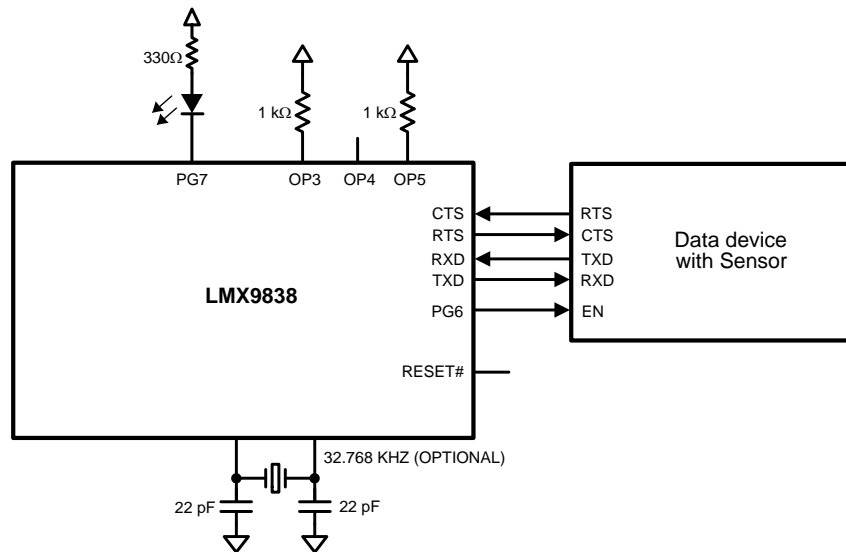 330Ω
1 kΩ
1 kΩ
PG7
OP3
OP4
OP5
CTS
RTS
RXD
TXD
PG6
RESET#
LMX9838
RTS
CTS
TXD
RXD
EN
Data device
with Sensor
32.768 KHZ (OPTIONAL)
22 pF
22 pF